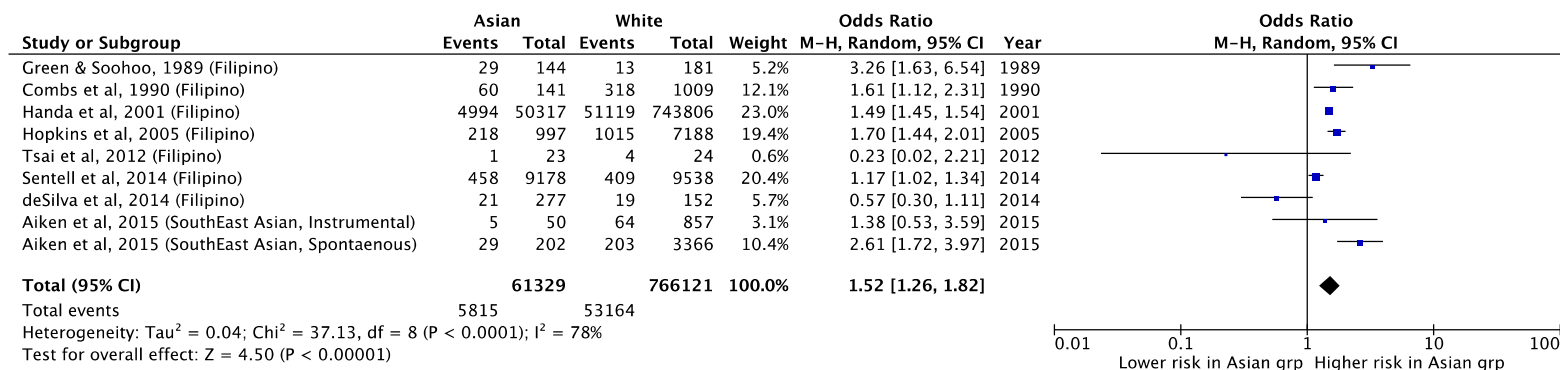 Asian White Odds Ratio Odds Ratio
Study or Subgroup Events Total Events Total Weight M-H, Random, 95% CI Year M-H, Random, 95% CI
Green & Soohoo, 1989 (Filipino) 29 144 13 181 5.2% 3.26 [1.63, 6.54] 1989
Combs et al, 1990 (Filipino) 60 141 318 1009 12.1% 1.61 [1.12, 2.31] 1990
Handa et al, 2001 (Filipino) 4994 50317 51119 743806 23.0% 1.49 [1.45, 1.54] 2001
Hopkins et al, 2005 (Filipino) 218 997 1015 7188 19.4% 1.70 [1.44, 2.01] 2005
Tsai et al, 2012 (Filipino) 1 23 4 24 0.6% 0.23 [0.02, 2.21] 2012
Sentell et al, 2014 (Filipino) 458 9178 409 9538 20.4% 1.17 [1.02, 1.34] 2014
deSilva et al, 2014 (Filipino) 21 277 19 152 5.7% 0.57 [0.30, 1.11] 2014
Aiken et al, 2015 (SouthEast Asian, Instrumental) 5 50 64 857 3.1% 1.38 [0.53, 3.59] 2015
Aiken et al, 2015 (SouthEast Asian, Spontaenous) 29 202 203 3366 10.4% 2.61 [1.72, 3.97] 2015
Total (95% CI) 61329 766121 100.0% 1.52 [1.26, 1.82]
Total events 5815 53164
Heterogeneity: Tau² = 0.04; Chi² = 37.13, df = 8 (P < 0.0001); I² = 78%
Test for overall effect: Z = 4.50 (P < 0.00001)
0.01 0.1 1 10 100
Lower risk in Asian grp Higher risk in Asian grp